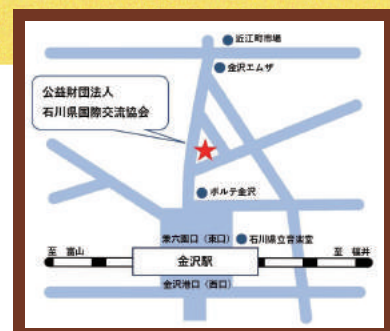 近江町市場
金沢エムザ
公益財団法人
石川県国際交流協会
ポルテ金沢
兼六園口（東口）
石川県立音楽堂
至　富山
至　福井
金沢駅
金沢港口（西口）